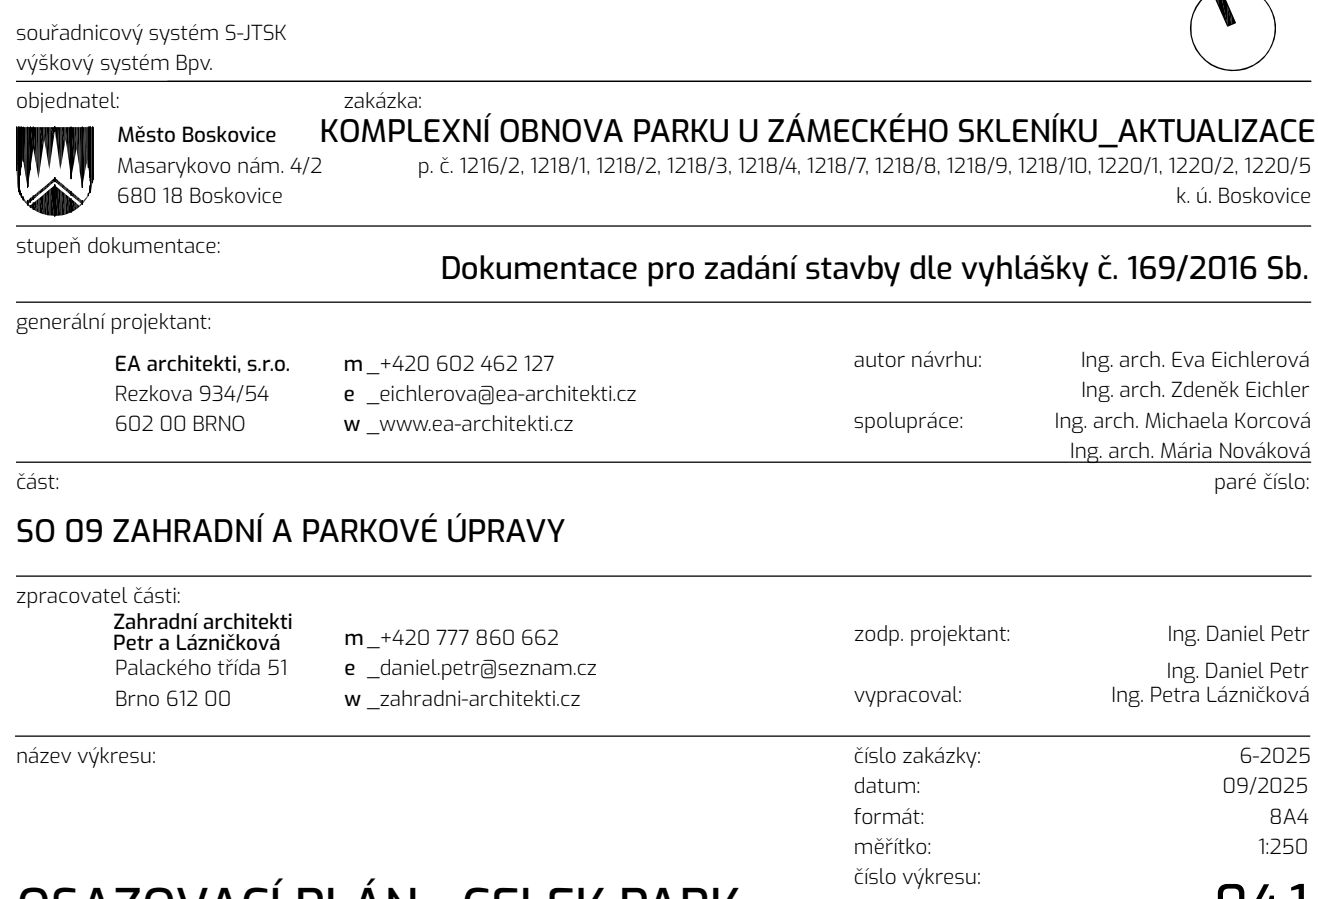 souřadnicový systém S-JTSK
výškový systém Bpv.
objednatel:
Město Boskovice
Masarykovo nám. 4/2
680 18 Boskovice
zakázka:
KOMPLEXNÍ OBNOVA PARKU U ZÁMECKÉHO SKLENÍKU_AKTUALIZACE
p. č. 1216/2, 1218/1, 1218/2, 1218/3, 1218/4, 1218/7, 1218/8, 1218/9, 1218/10, 1220/1, 1220/2, 1220/5
k. ú. Boskovice
stupeň dokumentace:
Dokumentace pro zadání stavby dle vyhlášky č. 169/2016 Sb.
generální projektant:
EA architekti, s.r.o.
Rezkova 934/54
602 00 BRNO
m _+420 602 462 127
e _eichlerova@ea-architekti.cz
w _www.ea-architekti.cz
autor návrhu: Ing. arch. Eva Eichlerová
Ing. arch. Zdeněk Eichler
spolupráce: Ing. arch. Michaela Korcová
Ing. arch. Mária Nováková
část:
paré číslo:
SO 09 ZAHRADNÍ A PARKOVÉ ÚPRAVY
zpracovatel části:
Zahradní architekti
Petr a Lázničková
Palackého třída 51
Brno 612 00
m _+420 777 860 662
e _daniel.petr@seznam.cz
w _zahradni-architekti.cz
zodp. projektant: Ing. Daniel Petr
Ing. Daniel Petr
vypracoval: Ing. Petra Lázničková
název výkresu:
číslo zakázky: 6-2025
datum: 09/2025
formát: 8A4
měřítko: 1:250
číslo výkresu:
OSAZOVACÍ PLÁN - CELEK PARK